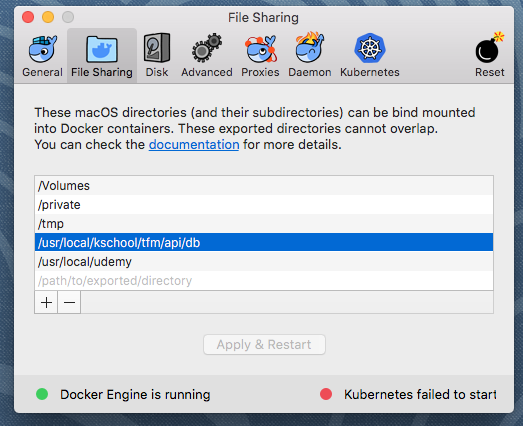 File Sharing
General File Sharing Disk Advanced Proxies Daemon Kubernetes Reset
These macOS directories (and their subdirectories) can be bind mounted
into Docker containers. These exported directories cannot overlap.
You can check the documentation for more details.
/Volumes
/private
/tmp
/usr/local/kschool/tfm/api/db
/usr/local/udemy
/path/to/exported/directory
+ −
Apply & Restart
Docker Engine is running Kubernetes failed to start